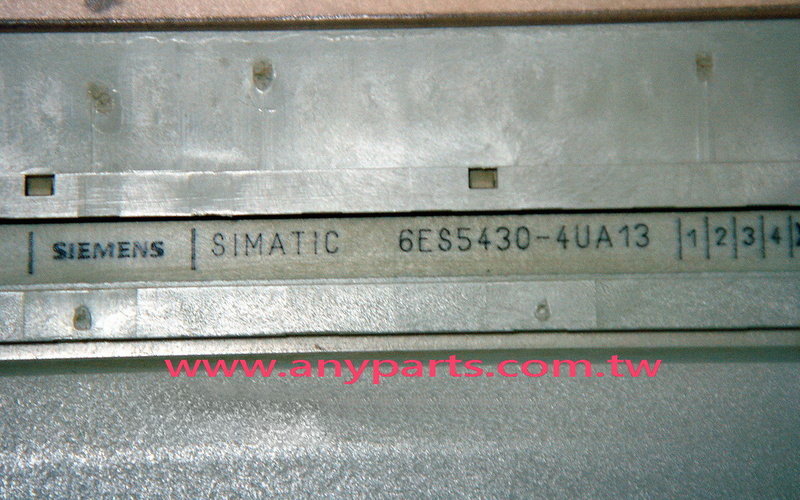 | SIEMENS | SIMATIC 6ES5430-4UA13 |1|2|3|4|
www.anyparts.com.tw